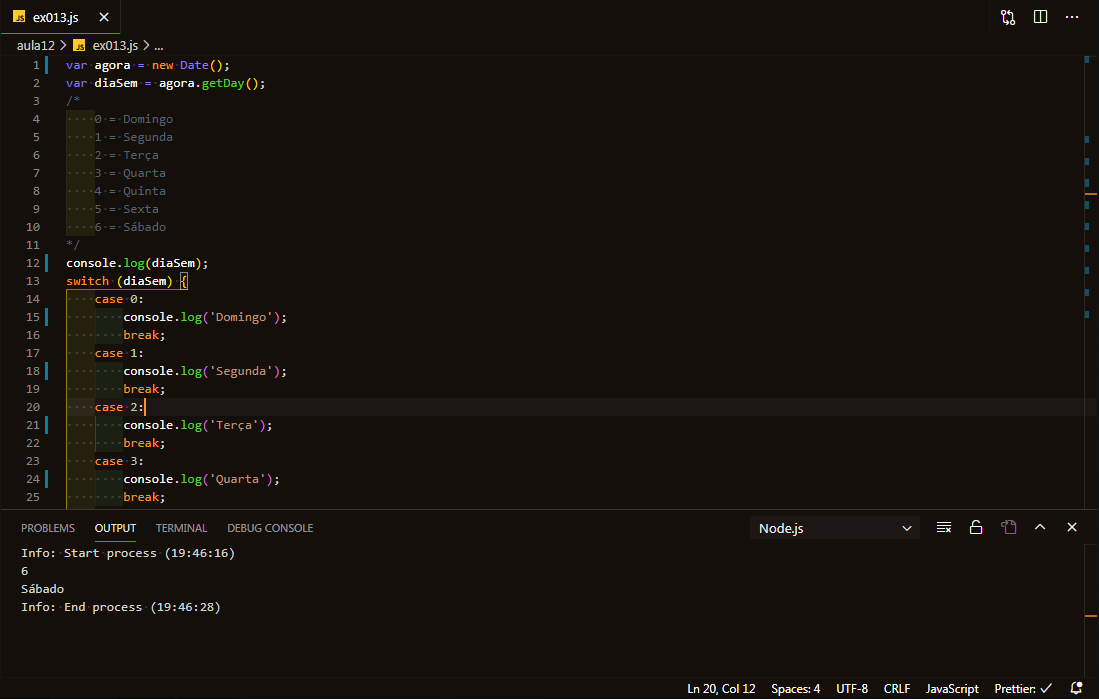 JS ex013.js
aula12 > JS ex013.js > ...
1 var agora = new Date();
2 var diaSem = agora.getDay();
3 /*
4 0 = Domingo
5 1 = Segunda
6 2 = Terça
7 3 = Quarta
8 4 = Quinta
9 5 = Sexta
10 6 = Sábado
11 */
12 console.log(diaSem);
13 switch (diaSem) {
14 case 0:
15 console.log('Domingo');
16 break;
17 case 1:
18 console.log('Segunda');
19 break;
20 case 2:
21 console.log('Terça');
22 break;
23 case 3:
24 console.log('Quarta');
25 break;
PROBLEMS OUTPUT TERMINAL DEBUG CONSOLE Node.js
Info: Start process (19:46:16)
6
Sábado
Info: End process (19:46:28)
Ln 20, Col 12 Spaces: 4 UTF-8 CRLF JavaScript Prettier: ✓